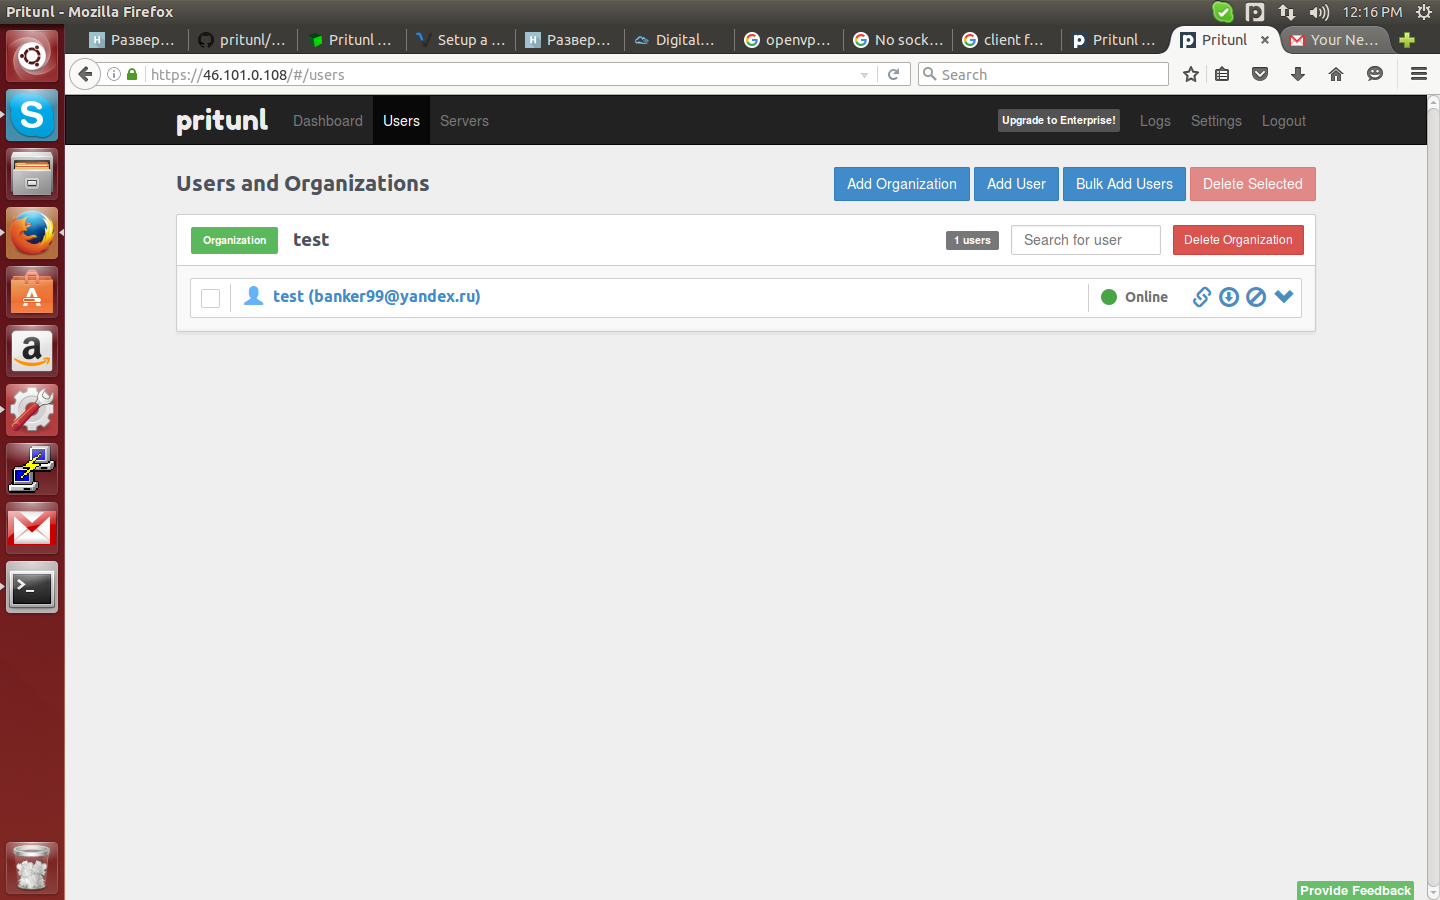 Pritunl - Mozilla Firefox
12:16 PM
Развер...
pritunl/...
Pritunl ...
Setup a ...
Развер...
Digital...
openvp...
No sock...
client f...
Pritunl ...
Pritunl
Your Ne...
https://46.101.0.108/#/users
Search
pritunl
Dashboard
Users
Servers
Upgrade to Enterprise!
Logs
Settings
Logout
Users and Organizations
Add Organization
Add User
Bulk Add Users
Delete Selected
Organization
test
1 users
Search for user
Delete Organization
test (banker99@yandex.ru)
Online
Provide Feedback